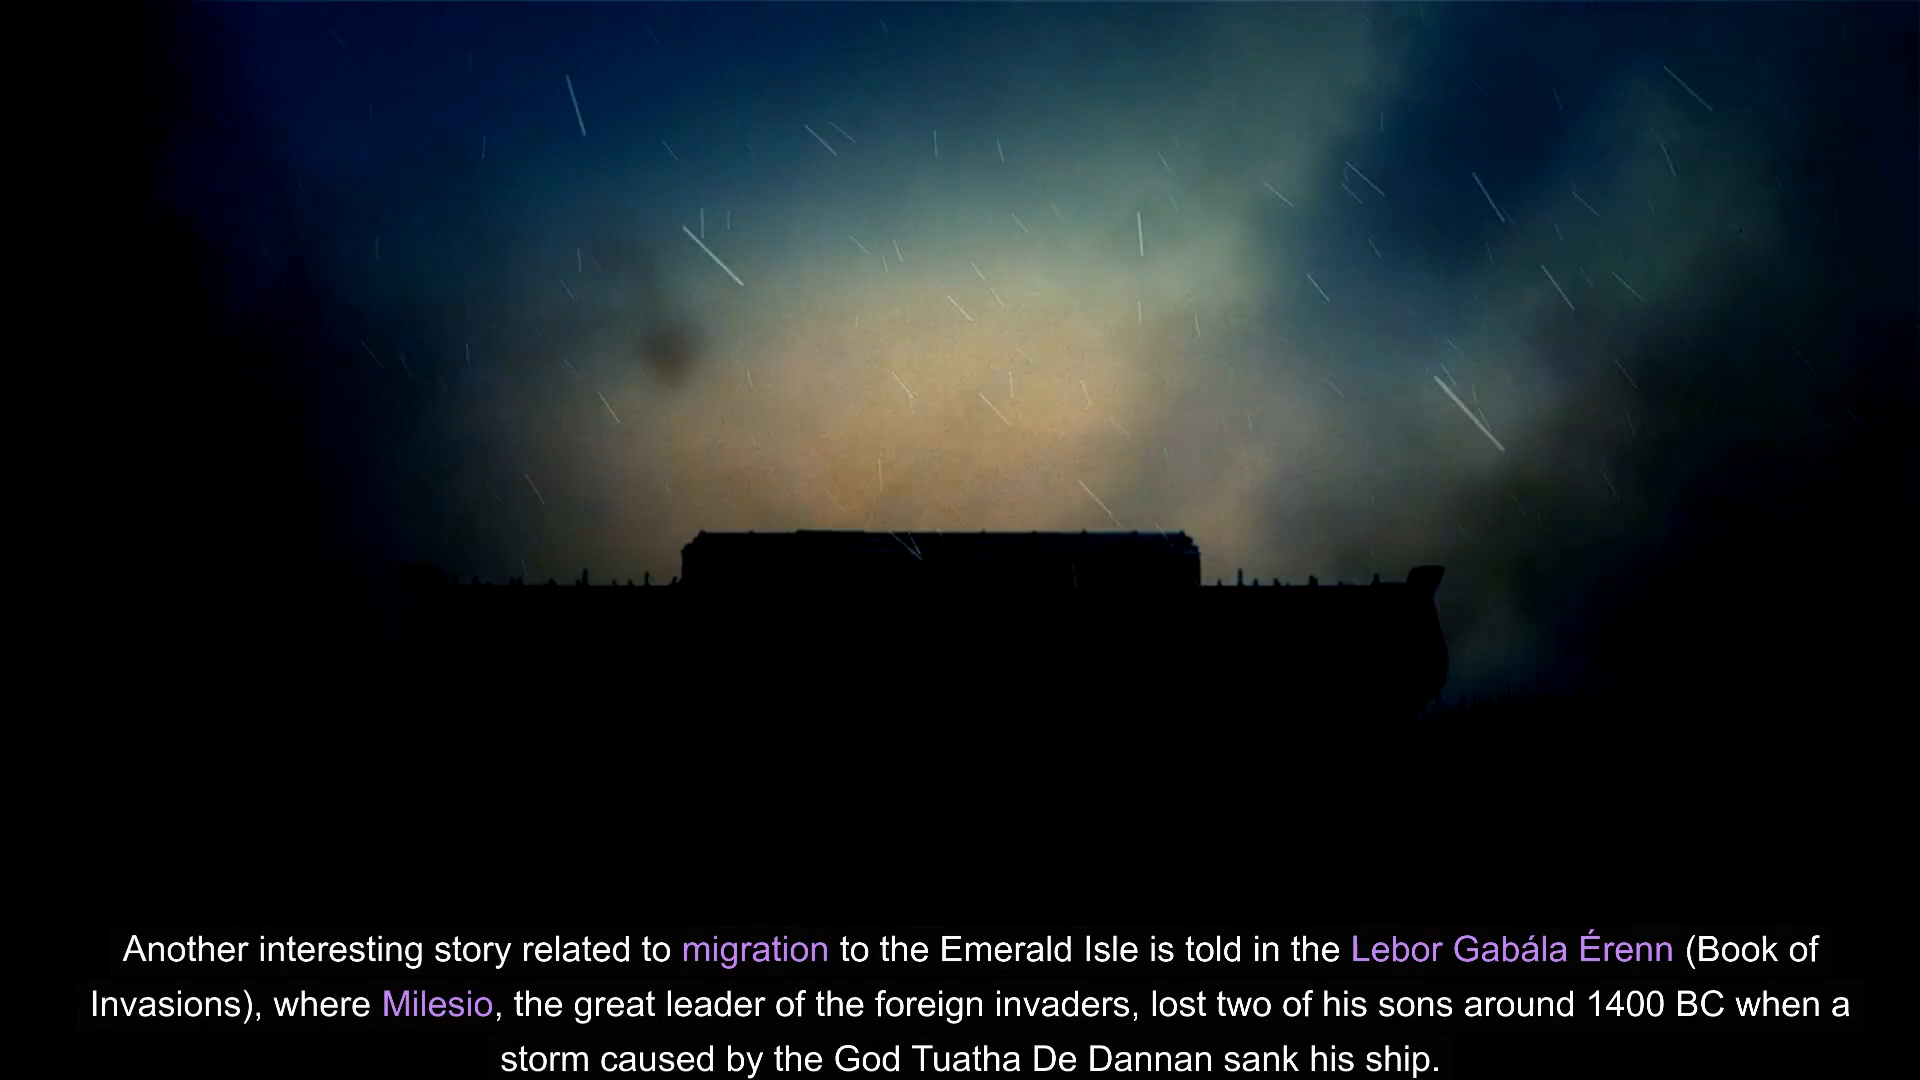 Another interesting story related to migration to the Emerald Isle is told in the Lebor Gabála Érenn (Book of
Invasions), where Milesio, the great leader of the foreign invaders, lost two of his sons around 1400 BC when a
storm caused by the God Tuatha De Dannan sank his ship.